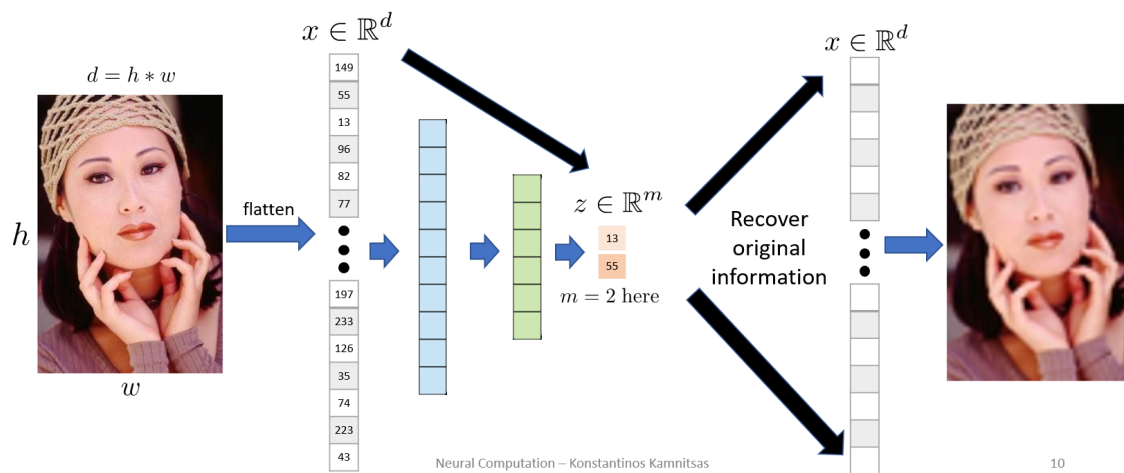 x ∈ ℝ^d
d = h * w
h
w
flatten
149
55
13
96
82
77
197
233
126
35
74
223
43
z ∈ ℝ^m
13
55
m = 2 here
Recover
original
information
x ∈ ℝ^d
Neural Computation – Konstantinos Kamnitsas
10